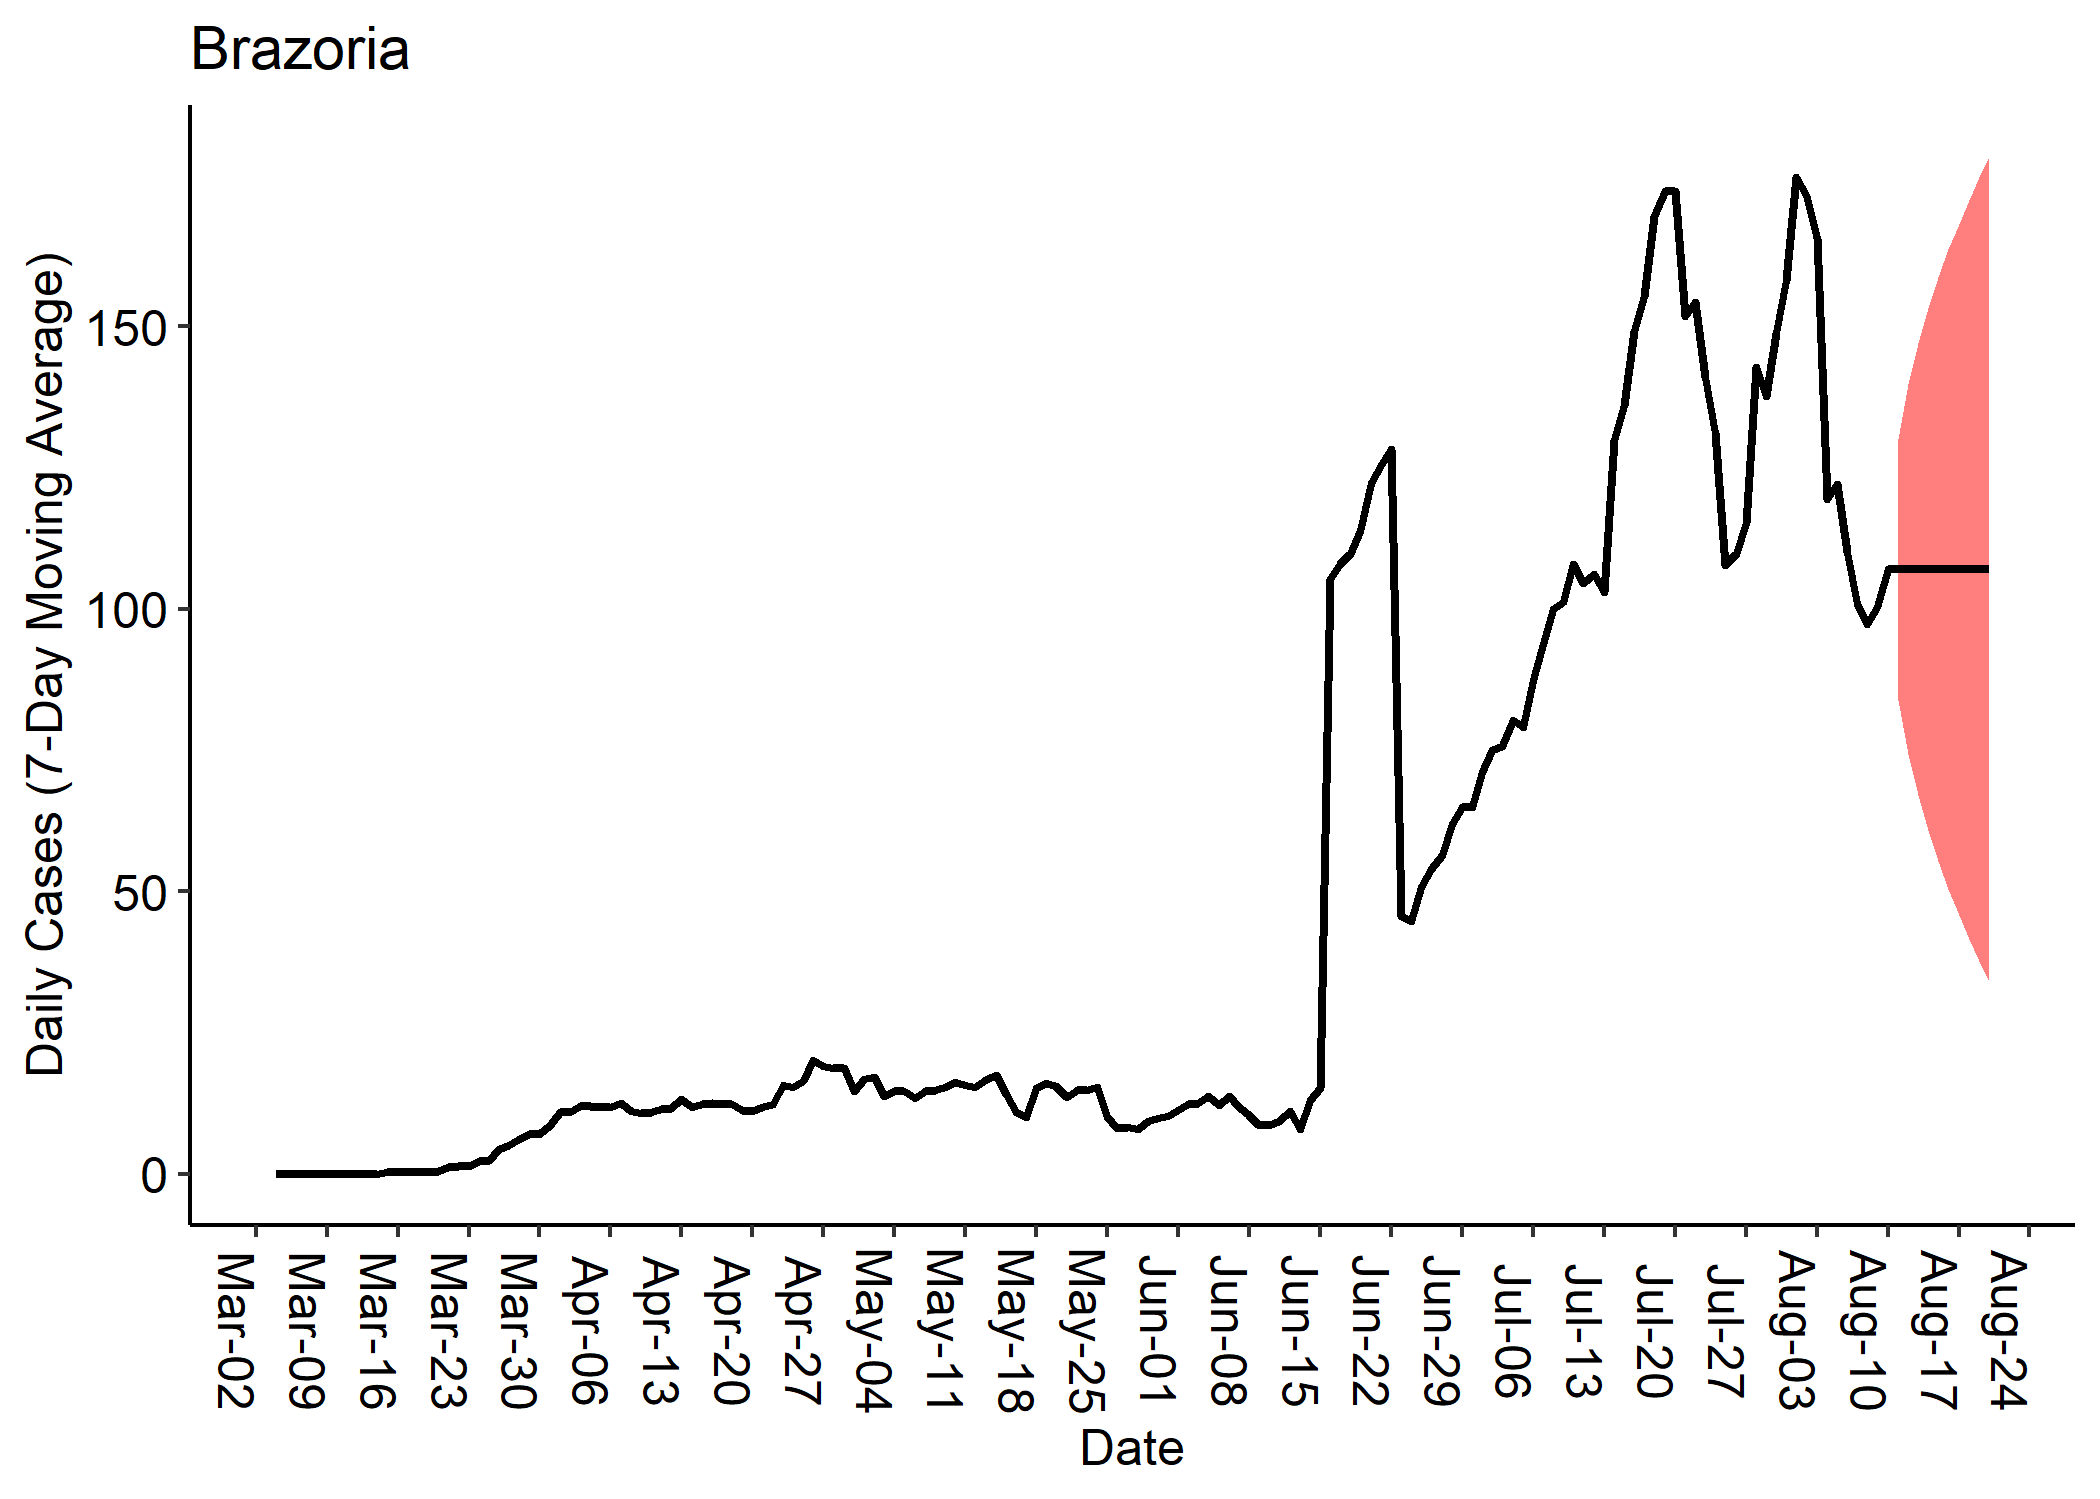 Brazoria
Daily Cases (7-Day Moving Average)
150
100
50
0
Mar-02
Mar-09
Mar-16
Mar-23
Mar-30
Apr-06
Apr-13
Apr-20
Apr-27
May-04
May-11
May-18
May-25
Jun-01
Jun-08
Jun-15
Jun-22
Jun-29
Jul-06
Jul-13
Jul-20
Jul-27
Aug-03
Aug-10
Aug-17
Aug-24
Date